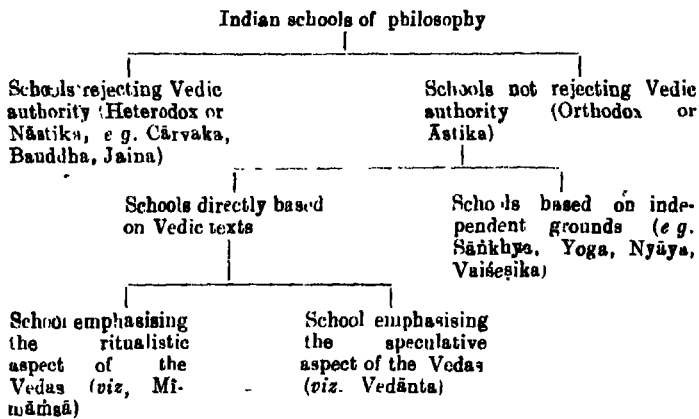 Indian schools of philosophy
Schools rejecting Vedic
authority (Heterodox or
Nāstika, e g. Cārvaka,
Bauddha, Jaina)
Schools not rejecting Vedic
authority (Orthodox or
Āstika)
Schools directly based
on Vedic texts
Schools based on inde-
pendent grounds (e g.
Sāṅkhya, Yoga, Nyāya,
Vaiśeṣika)
School emphasising
the ritualistic
aspect of the
Vedas (viz, Mī-
māṁsā)
School emphasising
the speculative
aspect of the Vedas
(viz. Vedānta)